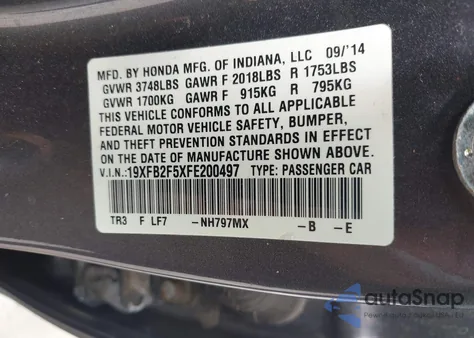 MFD. BY HONDA MFG. OF INDIANA, LLC 09/'14
GVWR 3748LBS GAWR F 2018LBS R 1753LBS
GVWR 1700KG GAWR F 915KG R 795KG
THIS VEHICLE CONFORMS TO ALL APPLICABLE
FEDERAL MOTOR VEHICLE SAFETY, BUMPER,
AND THEFT PREVENTION STANDARDS IN EFFECT
ON THE DATE OF MANUFACTURE SHOWN ABOVE.
V.I.N.:19XFB2F5XFE200497 TYPE: PASSENGER CAR
TR3 F LF7 -NH797MX -B -E
autoSnap